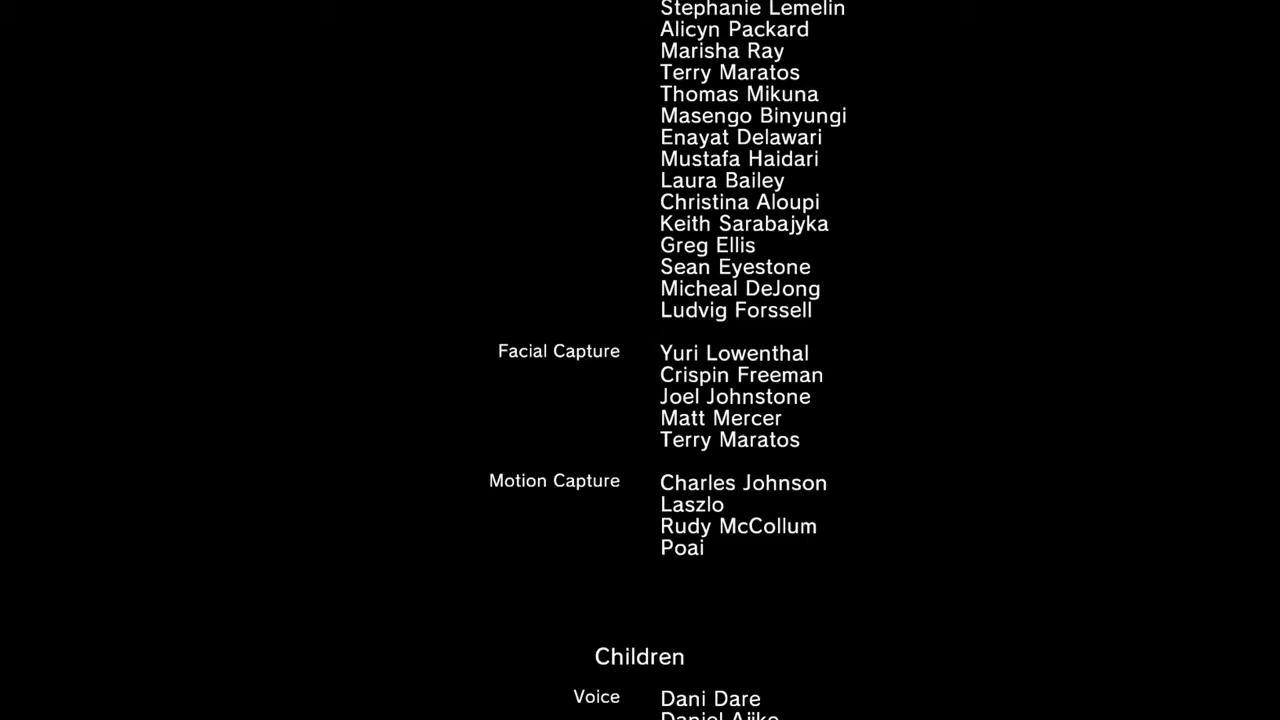 Stephanie Lemelin
Alicyn Packard
Marisha Ray
Terry Maratos
Thomas Mikuna
Masengo Binyungi
Enayat Delawari
Mustafa Haidari
Laura Bailey
Christina Aloupi
Keith Sarabajyka
Greg Ellis
Sean Eyestone
Micheal DeJong
Ludvig Forssell
Facial Capture Yuri Lowenthal
Crispin Freeman
Joel Johnstone
Matt Mercer
Terry Maratos
Motion Capture Charles Johnson
Laszlo
Rudy McCollum
Poai
Children
Voice Dani Dare
Daniel Ajike